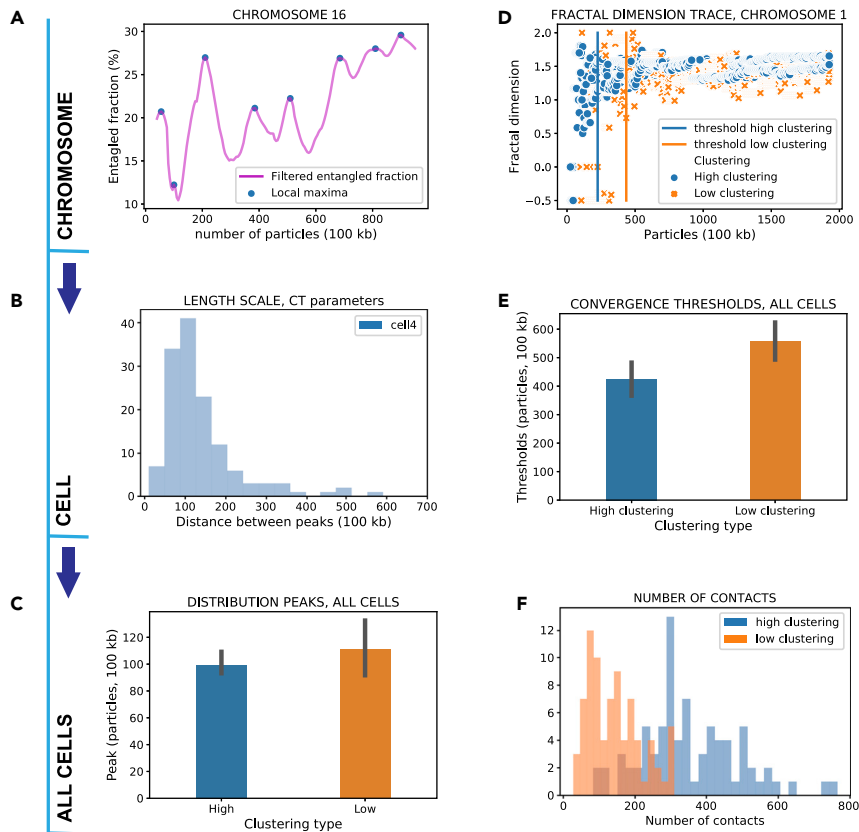 A
CHROMOSOME 16
Entagled fraction (%)
30
25
20
15
10
0
200
400
600
800
number of particles (100 kb)
Filtered entangled fraction
Local maxima
CHROMOSOME
D
FRACTAL DIMENSION TRACE, CHROMOSOME 1
Fractal dimension
2.0
1.5
1.0
0.5
0.0
−0.5
0
500
1000
1500
2000
Particles (100 kb)
threshold high clustering
threshold low clustering
Clustering
High clustering
Low clustering
B
LENGTH SCALE, CT parameters
cell4
40
30
20
10
0
0
100
200
300
400
500
600
700
Distance between peaks (100 kb)
CELL
E
CONVERGENCE THRESHOLDS, ALL CELLS
Thresholds (particles, 100 kb)
600
500
400
300
200
100
0
High clustering
Low clustering
Clustering type
C
DISTRIBUTION PEAKS, ALL CELLS
Peak (particles, 100 kb)
120
100
80
60
40
20
0
High
Low
Clustering type
ALL CELLS
F
NUMBER OF CONTACTS
high clustering
low clustering
12
10
8
6
4
2
0
0
200
400
600
800
Number of contacts